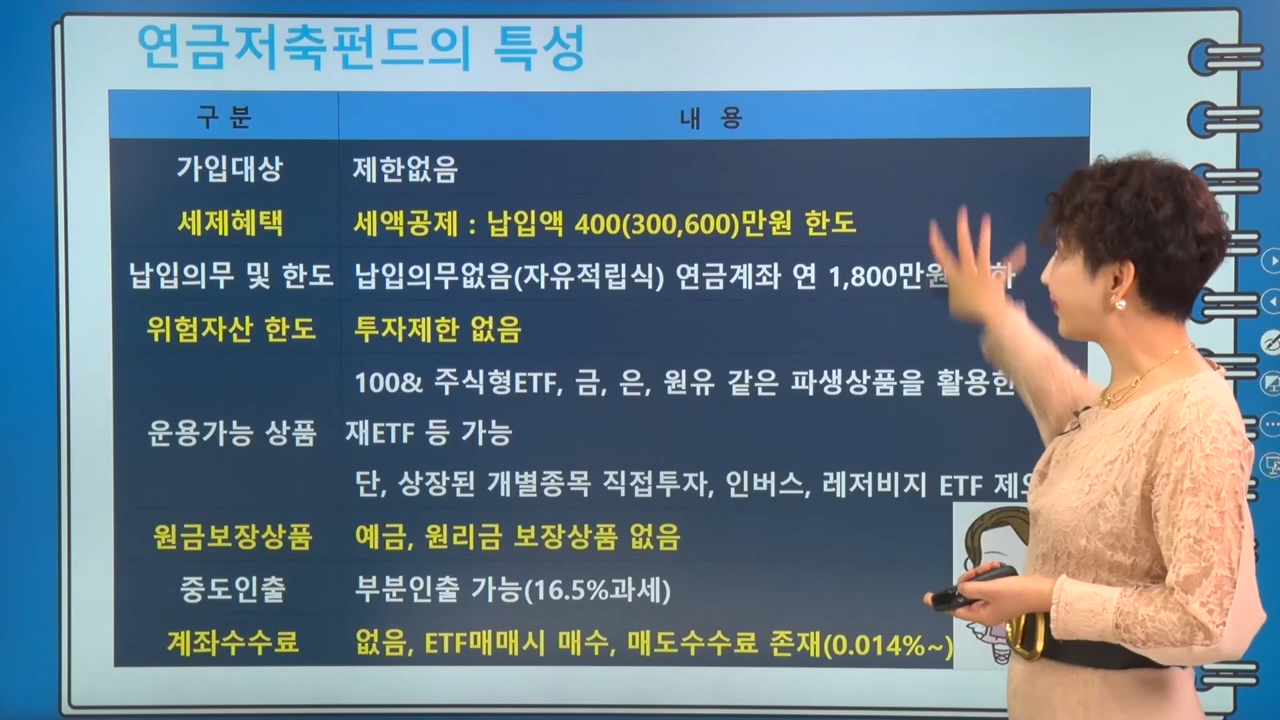 연금저축펀드의 특성
구 분 내 용
가입대상 제한없음
세제혜택 세액공제 : 납입액 400(300,600)만원 한도
납입의무 및 한도 납입의무없음(자유적립식) 연금계좌 연 1,800만원
위험자산 한도 투자제한 없음
100& 주식형ETF, 금, 은, 원유 같은 파생상품을 활용한
운용가능 상품 재ETF 등 가능
단, 상장된 개별종목 직접투자, 인버스, 레저비지 ETF
원금보장상품 예금, 원리금 보장상품 없음
중도인출 부분인출 가능(16.5%과세)
계좌수수료 없음, ETF매매시 매수, 매도수수료 존재(0.014%~)